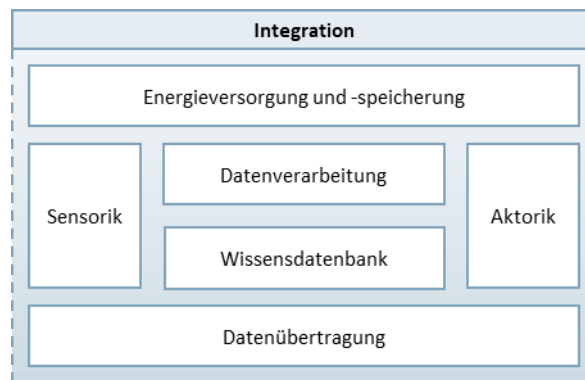 Integration
Energieversorgung und -speicherung
Datenverarbeitung
Sensorik
Aktorik
Wissensdatenbank
Datenübertragung